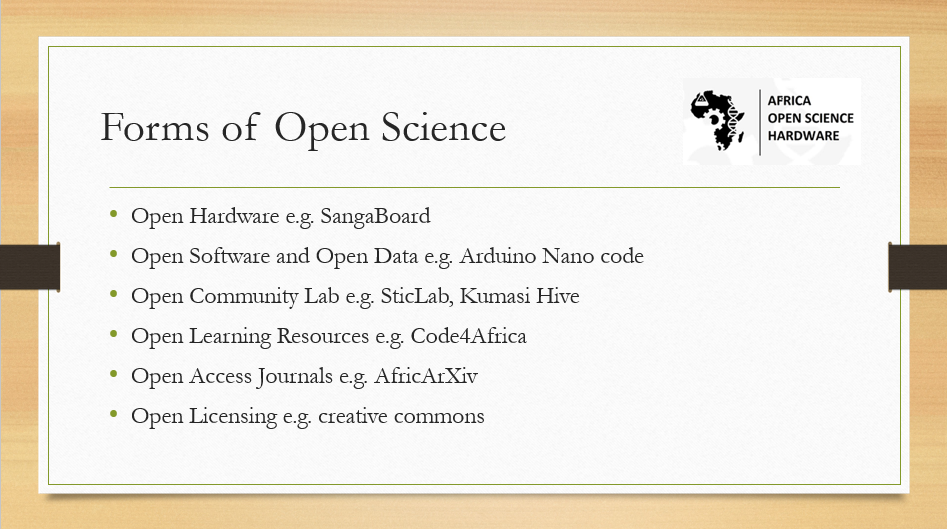 Forms of Open Science
AFRICA
OPEN SCIENCE
HARDWARE
Open Hardware e.g. SangaBoard
Open Software and Open Data e.g. Arduino Nano code
Open Community Lab e.g. SticLab, Kumasi Hive
Open Learning Resources e.g. Code4Africa
Open Access Journals e.g. AfricArXiv
Open Licensing e.g. creative commons